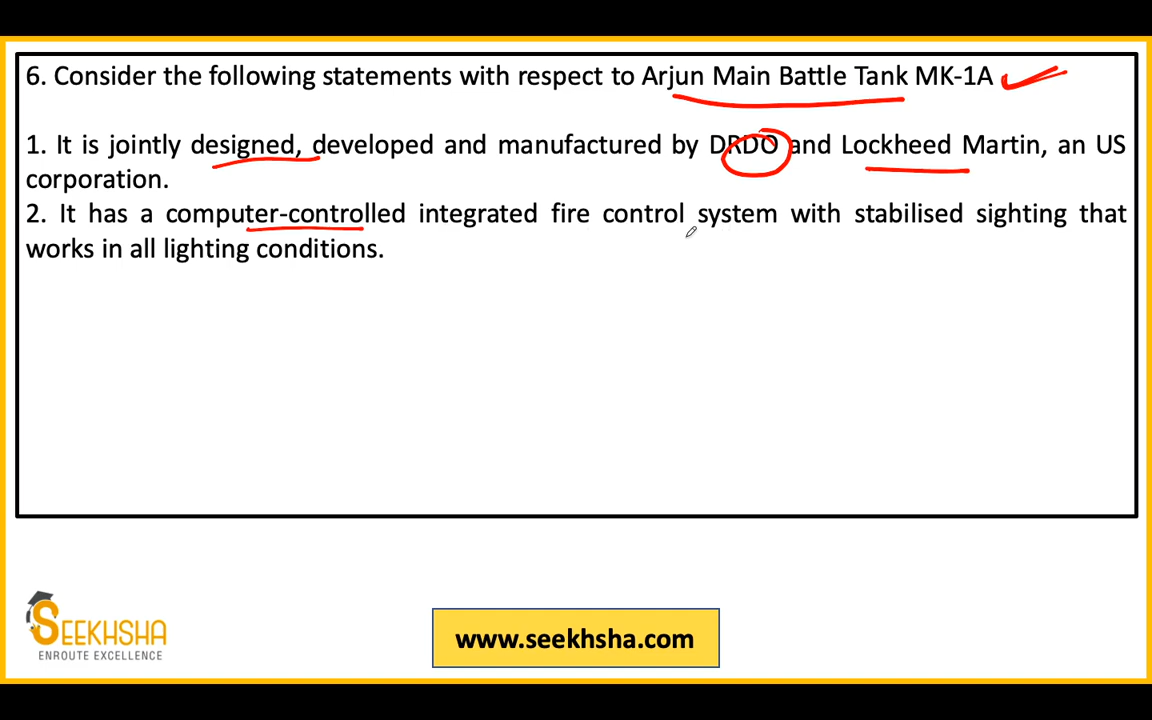 6. Consider the following statements with respect to Arjun Main Battle Tank MK-1A
1. It is jointly designed, developed and manufactured by DRDO and Lockheed Martin, an US
corporation.
2. It has a computer-controlled integrated fire control system with stabilised sighting that
works in all lighting conditions.
SEEKHSHA
ENROUTE EXCELLENCE
www.seekhsha.com